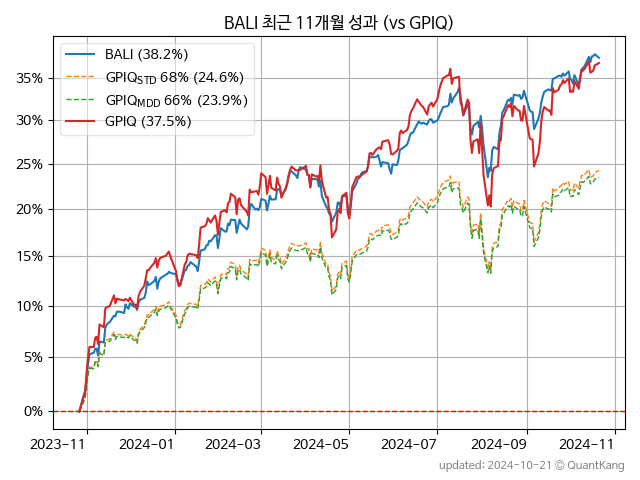 BALI 최근 11개월 성과 (vs GPIQ)
BALI (38.2%)
GPIQSTD 68% (24.6%)
GPIQMDD 66% (23.9%)
GPIQ (37.5%)
35%
30%
25%
20%
15%
10%
5%
0%
2023-11 2024-01 2024-03 2024-05 2024-07 2024-09 2024-11
updated: 2024-10-21 © QuantKang